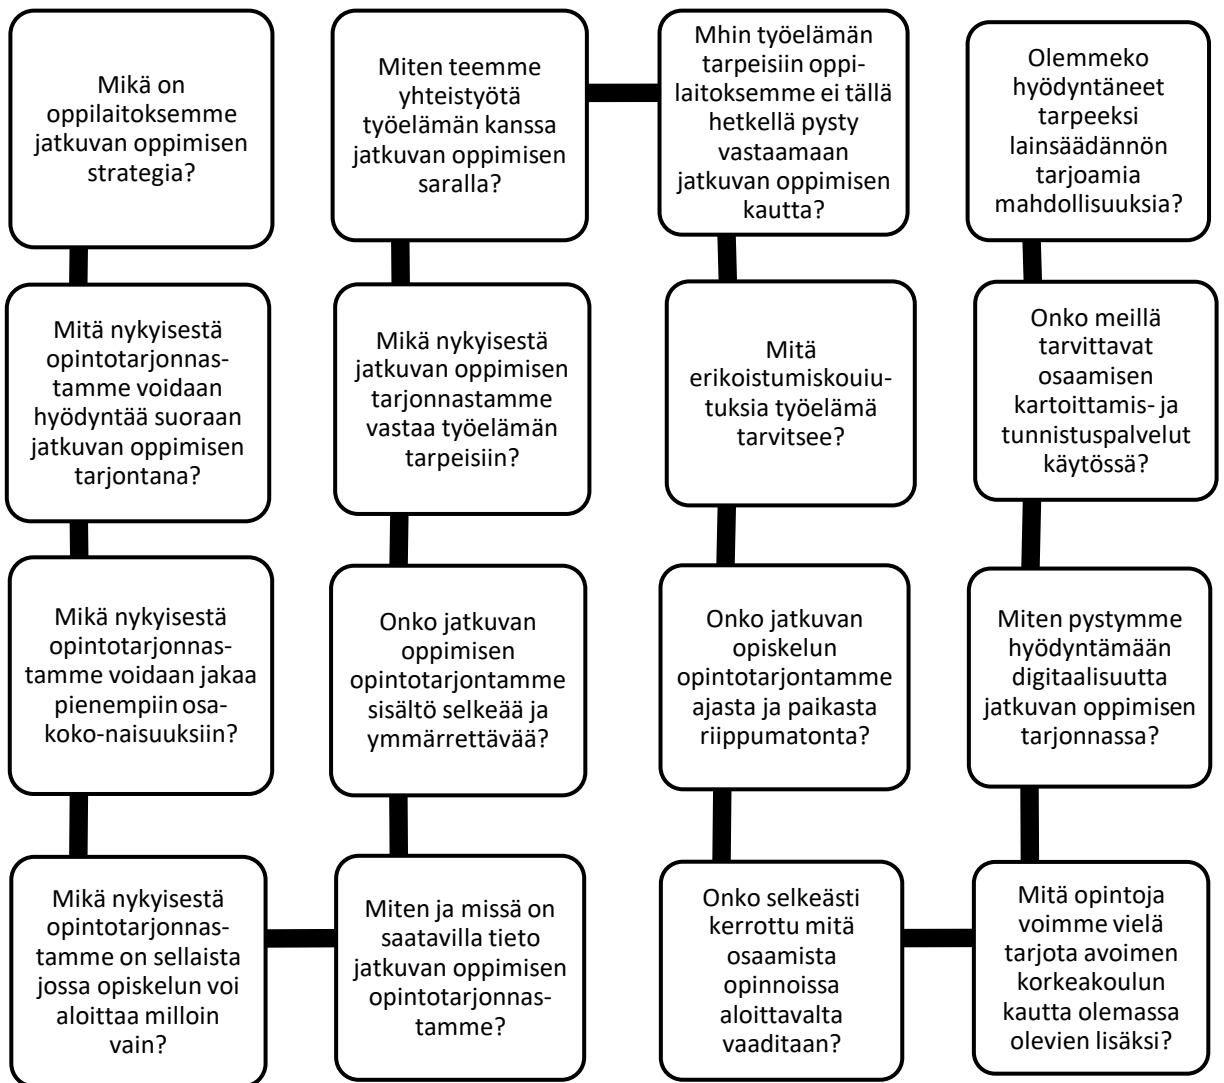 Mikä on
oppilaitoksemme
jatkuvan oppimisen
strategia?
Mitä nykyisestä
opintotarjonnas-
tamme voidaan
hyödyntää suoraan
jatkuvan oppimisen
tarjontana?
Mikä nykyisestä
opintotarjonnas-
tamme voidaan jakaa
pienempiin osa-
koko-naisuuksiin?
Mikä nykyisestä
opintotarjonnas-
tamme on sellaista
jossa opiskelun voi
aloittaa milloin
vain?
Miten ja missä on
saatavilla tieto
jatkuvan oppimisen
opintotarjonnas-
tamme?
Onko jatkuvan
oppimisen
opintotarjontamme
sisältö selkeää ja
ymmärrettävää?
Mikä nykyisestä
jatkuvan oppimisen
tarjonnastamme
vastaa työelämän
tarpeisiin?
Miten teemme
yhteistyötä
työelämän kanssa
jatkuvan oppimisen
saralla?
Mhin työelämän
tarpeisiin oppi-
laitoksemme ei tällä
hetkellä pysty
vastaamaan
jatkuvan oppimisen
kautta?
Mitä
erikoistumiskouiu-
tuksia työelämä
tarvitsee?
Onko jatkuvan
opiskelun
opintotarjontamme
ajasta ja paikasta
riippumatonta?
Onko selkeästi
kerrottu mitä
osaamista
opinnoissa
aloittavalta
vaaditaan?
Mitä opintoja
voimme vielä
tarjota avoimen
korkeakoulun
kautta olemassa
olevien lisäksi?
Miten pystymme
hyödyntämään
digitaalisuutta
jatkuvan oppimisen
tarjonnassa?
Onko meillä
tarvittavat
osaamisen
kartoittamis- ja
tunnistuspalvelut
käytössä?
Olemmeko
hyödyntäneet
tarpeeksi
lainsäädännön
tarjoamia
mahdollisuuksia?